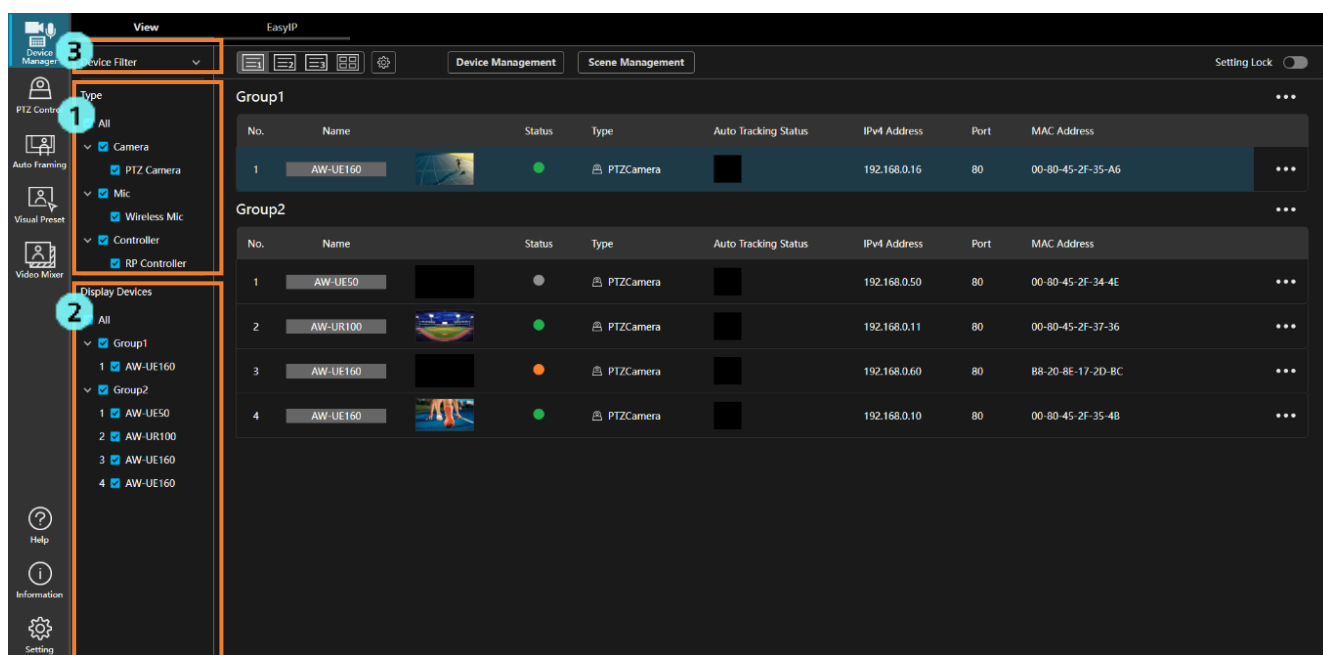 View
EasyIP
Device Manager
PTZ Control
Auto Framing
Visual Preset
Video Mixer
Help
Information
Setting
3
Device Filter
1
Type
All
Camera
PTZ Camera
Mic
Wireless Mic
Controller
RP Controller
2
Display Devices
All
Group1
1 AW-UE160
Group2
1 AW-UE50
2 AW-UR100
3 AW-UE160
4 AW-UE160
1 2 3
Device Management
Scene Management
Setting Lock
Group1
No. Name Status Type Auto Tracking Status IPv4 Address Port MAC Address
1 AW-UE160 PTZCamera 192.168.0.16 80 00-80-45-2F-35-A6
Group2
No. Name Status Type Auto Tracking Status IPv4 Address Port MAC Address
1 AW-UE50 PTZCamera 192.168.0.50 80 00-80-45-2F-34-4E
2 AW-UR100 PTZCamera 192.168.0.11 80 00-80-45-2F-37-36
3 AW-UE160 PTZCamera 192.168.0.60 80 B8-20-8E-17-2D-BC
4 AW-UE160 PTZCamera 192.168.0.10 80 00-80-45-2F-35-4B